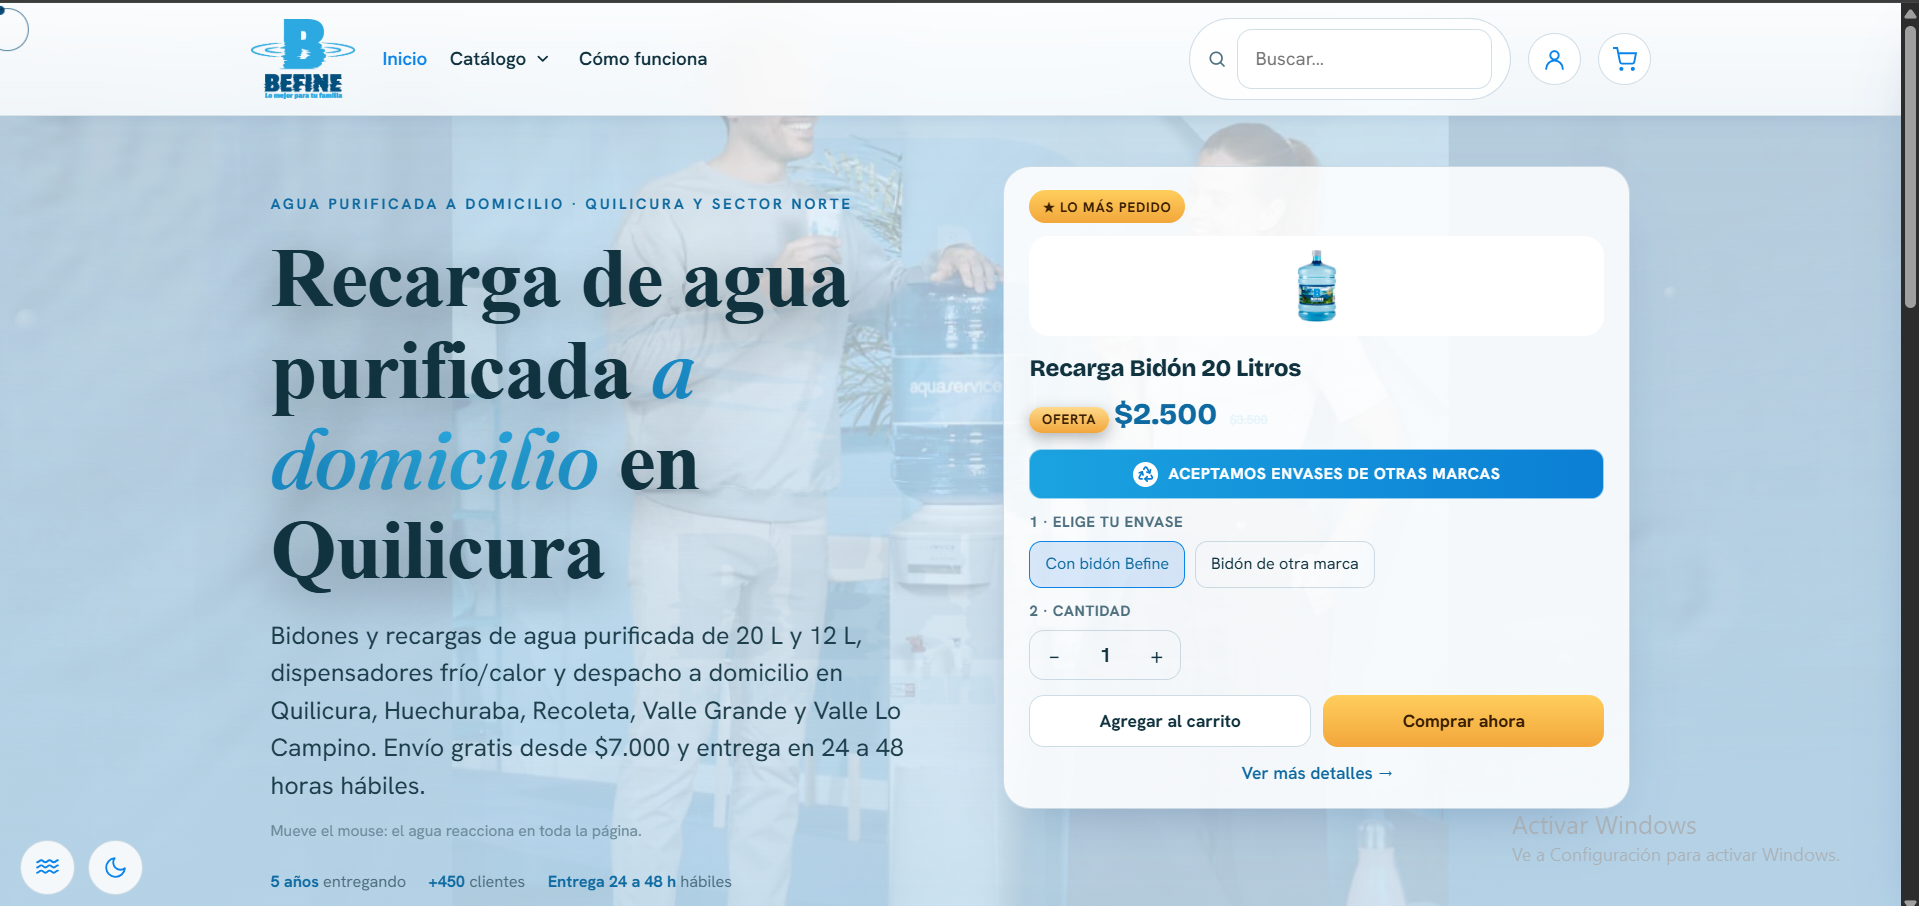 BEFINE
Lo mejor para tu familia
Inicio
Catálogo
Cómo funciona
Buscar...
AGUA PURIFICADA A DOMICILIO · QUILICURA Y SECTOR NORTE
Recarga de agua
purificada a
domicilio en
Quilicura
Bidones y recargas de agua purificada de 20 L y 12 L,
dispensadores frío/calor y despacho a domicilio en
Quilicura, Huechuraba, Recoleta, Valle Grande y Valle Lo
Campino. Envío gratis desde $7.000 y entrega en 24 a 48
horas hábiles.
Mueve el mouse: el agua reacciona en toda la página.
5 años entregando
+450 clientes
Entrega 24 a 48 h hábiles
aquaservice
★ LO MÁS PEDIDO
BEFINE
Recarga Bidón 20 Litros
OFERTA $2.500 $3.500
ACEPTAMOS ENVASES DE OTRAS MARCAS
1 · ELIGE TU ENVASE
Con bidón Befine
Bidón de otra marca
2 · CANTIDAD
− 1 +
Agregar al carrito
Comprar ahora
Ver más detalles →
Activar Windows
Ve a Configuración para activar Windows.